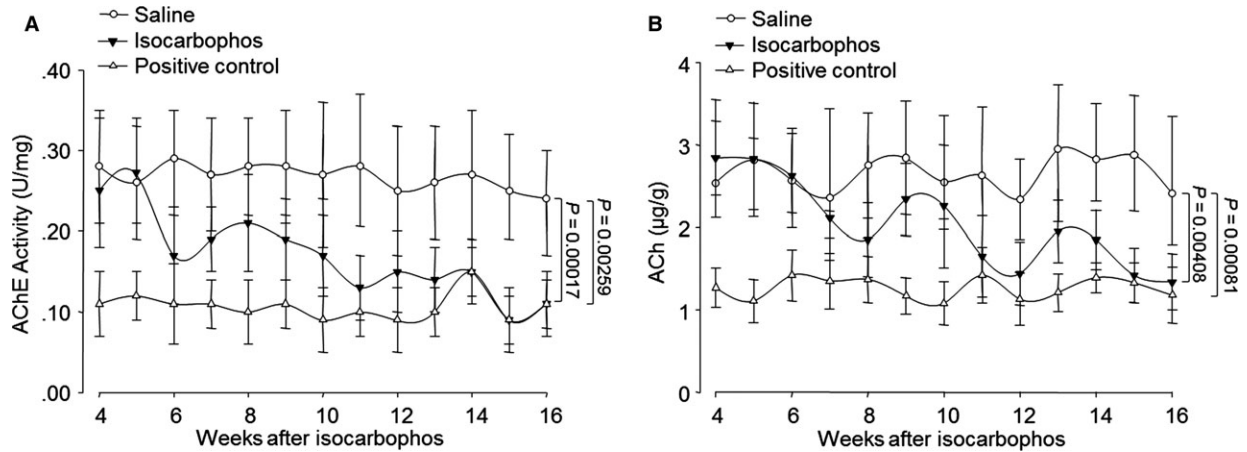 A
Saline
Isocarbophos
Positive control
.40
.30
.20
.10
.00
AChE Activity (U/mg)
4 6 8 10 12 14 16
Weeks after isocarbophos
P = 0.00017
P = 0.00259
B
Saline
Isocarbophos
Positive control
4
3
2
1
0
ACh (µg/g)
4 6 8 10 12 14 16
Weeks after isocarbophos
P = 0.00408
P = 0.00081